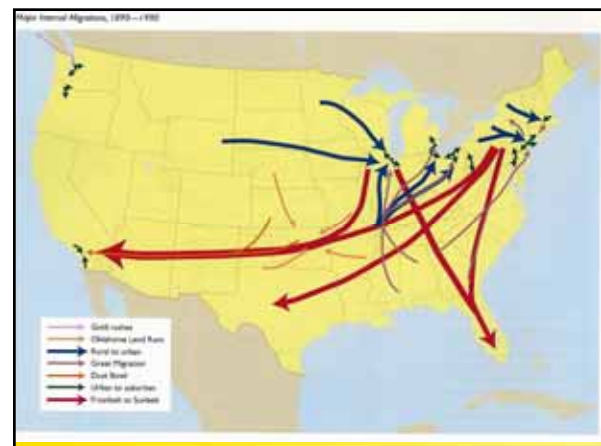 Major Internal Migrations, 1890—1990
Gold rushes
Oklahoma Land Runs
Rural to urban
Great Migration
Dust Bowl
Urban to suburban
Frostbelt to Sunbelt